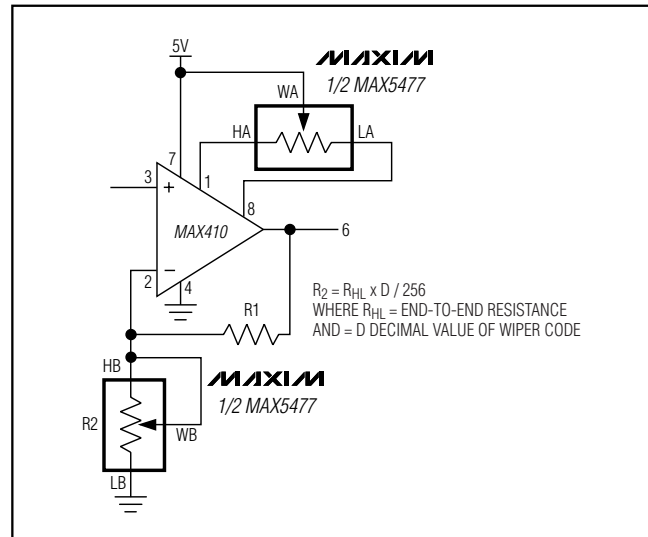 5V
MAXIM
1/2 MAX5477
WA
HA
LA
7
1
3
+
8
MAX410
6
−
2
4
R1
R2 = RHL x D / 256
WHERE RHL = END-TO-END RESISTANCE
AND = D DECIMAL VALUE OF WIPER CODE
HB
MAXIM
1/2 MAX5477
R2
WB
LB